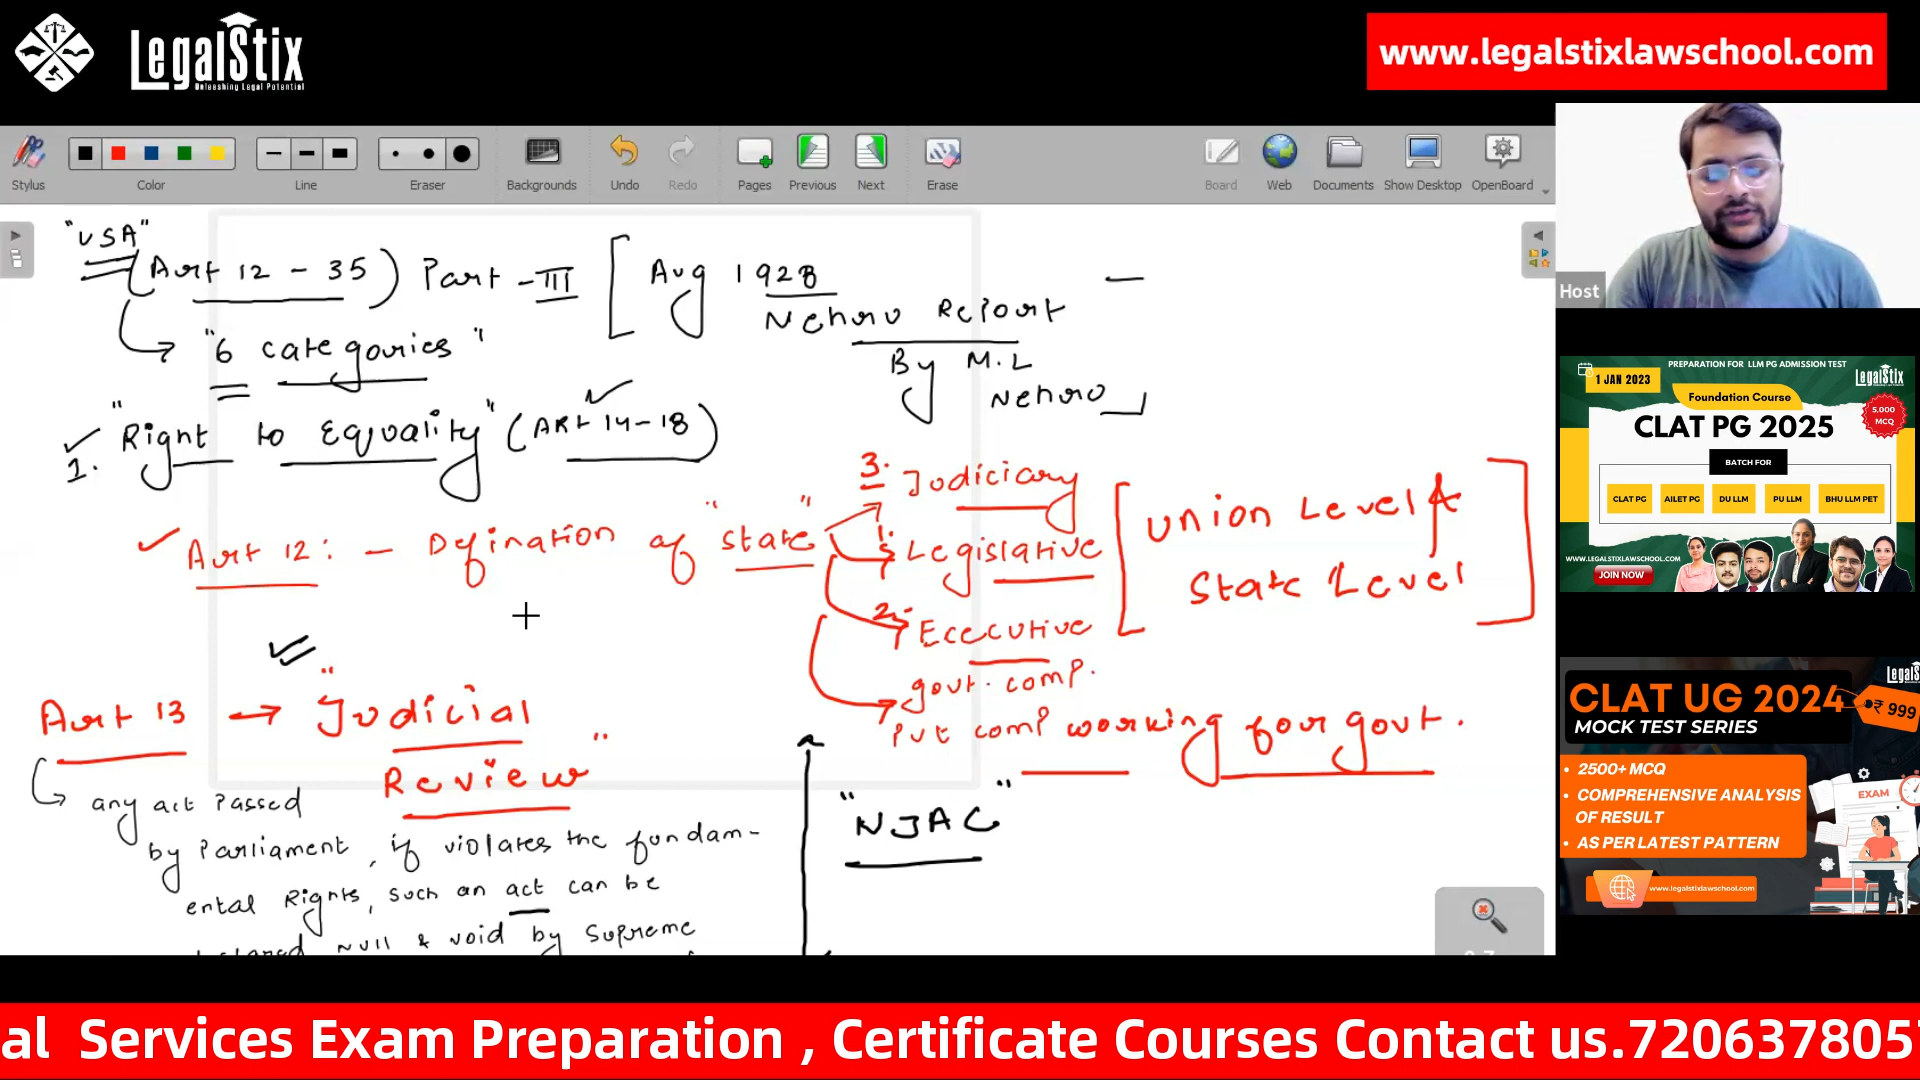 LegalStix
Unleashing Legal Potential
www.legalstixlawschool.com
Stylus
Color
Line
Eraser
Backgrounds
Undo
Redo
Pages
Previous
Next
Erase
Board
Web
Documents
Show Desktop
OpenBoard
"USA"
(Art 12 - 35) Part - III [ Aug 1928
Nehro Report
By M.L
Nehro ]
"6 categories"
1. "Right to Equality" (ART 14-18)
Art 12: - Defination of "state"
3. Judiciary
1. Legislative
2. Ececutive
govt. comp.
Pvt comp working for govt.
[ Union Level &
State Level ]
Art 13 → "Judicial
Review"
any act Passed
by Parliament, if violates the fundam-
ental Rights, such an act can be
null & void by Supreme
"NJAC"
Host
PREPARATION FOR LLM PG ADMISSION TEST
1 JAN 2023
LegalStix
Foundation Course
5,000
MCQ
CLAT PG 2025
BATCH FOR
CLAT PG
AILET PG
DU LLM
PU LLM
BHU LLM PET
WWW.LEGALSTIXLAWSCHOOL.COM
JOIN NOW
CLAT UG 2024
₹ 999
MOCK TEST SERIES
• 2500+ MCQ
• COMPREHENSIVE ANALYSIS
OF RESULT
• AS PER LATEST PATTERN
EXAM
www.legalstixlawschool.com
al Services Exam Preparation , Certificate Courses Contact us.720637805